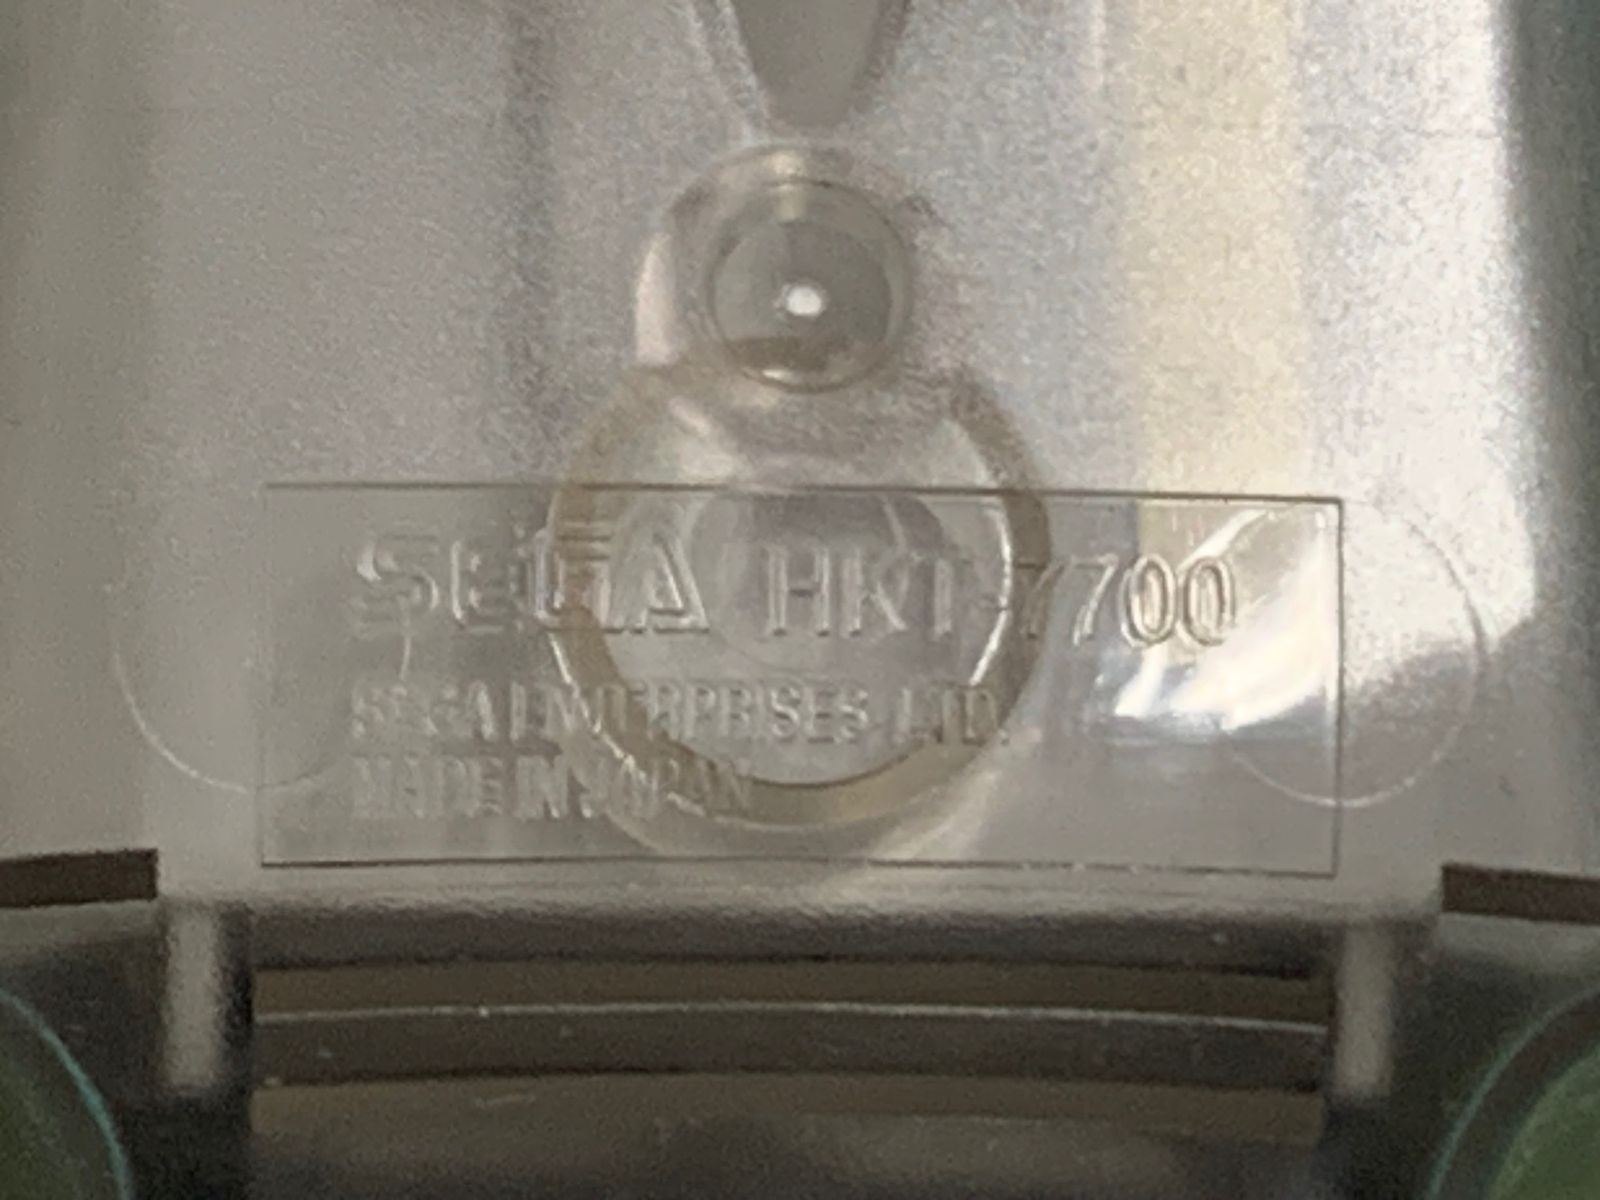 SEGA HKT-7700
SEGA ENTERPRISES, LTD.
MADE IN JAPAN